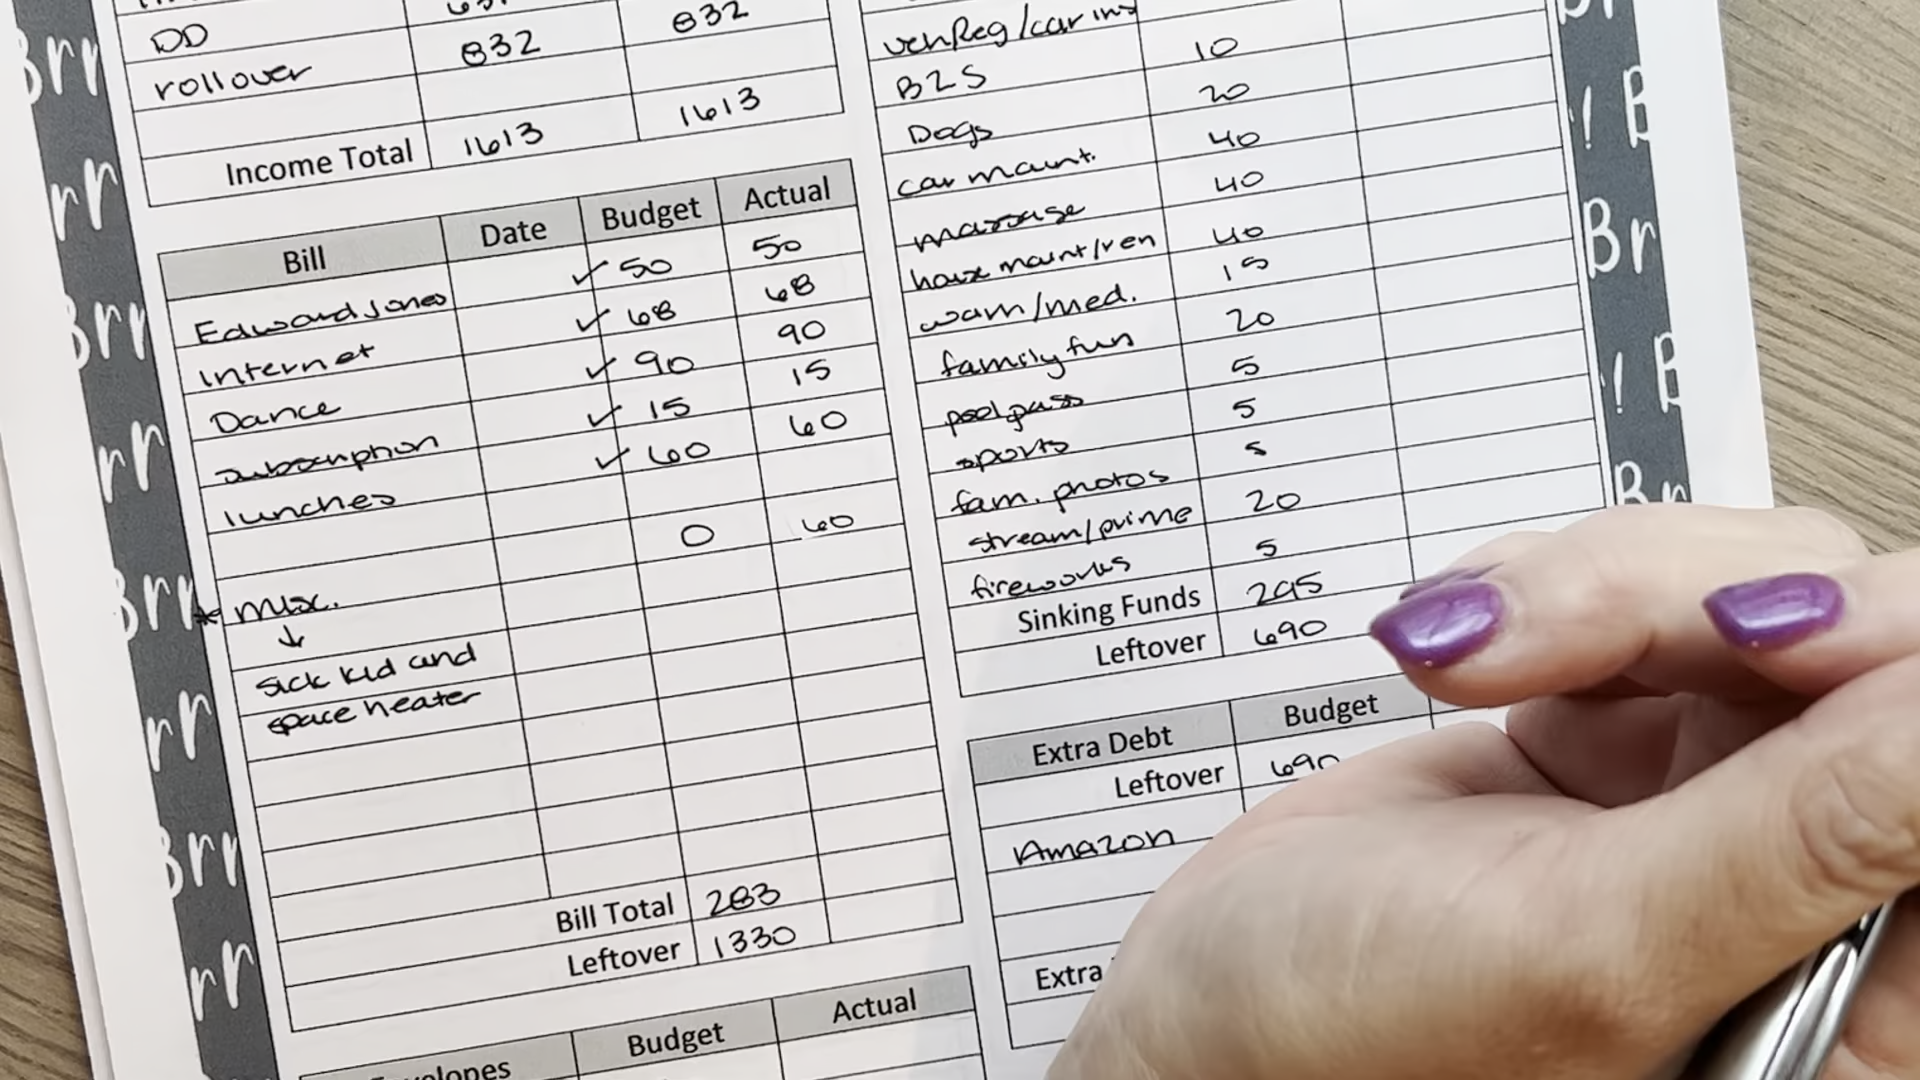 DD 832 832
rollover
Income Total 1613 1613
Bill Date Budget Actual
Edward Jones ✓ 50 50
Internet ✓ 68 68
Dance ✓ 90 90
subscription ✓ 15 15
lunches ✓ 60 60
0 60
* misc.
↓
sick kid and
space heater
Bill Total 283
Leftover 1330
Budget Actual
vehReg/car ins
B2S 10
Dogs 20
car maint. 40
massage 40
house maint/ren 40
wam/med. 15
family fun 20
pool pass 5
sports 5
fam. photos 5
stream/prime 20
fireworks 5
Sinking Funds 295
Leftover 690
Extra Debt Budget
Leftover 690
Amazon
Extra